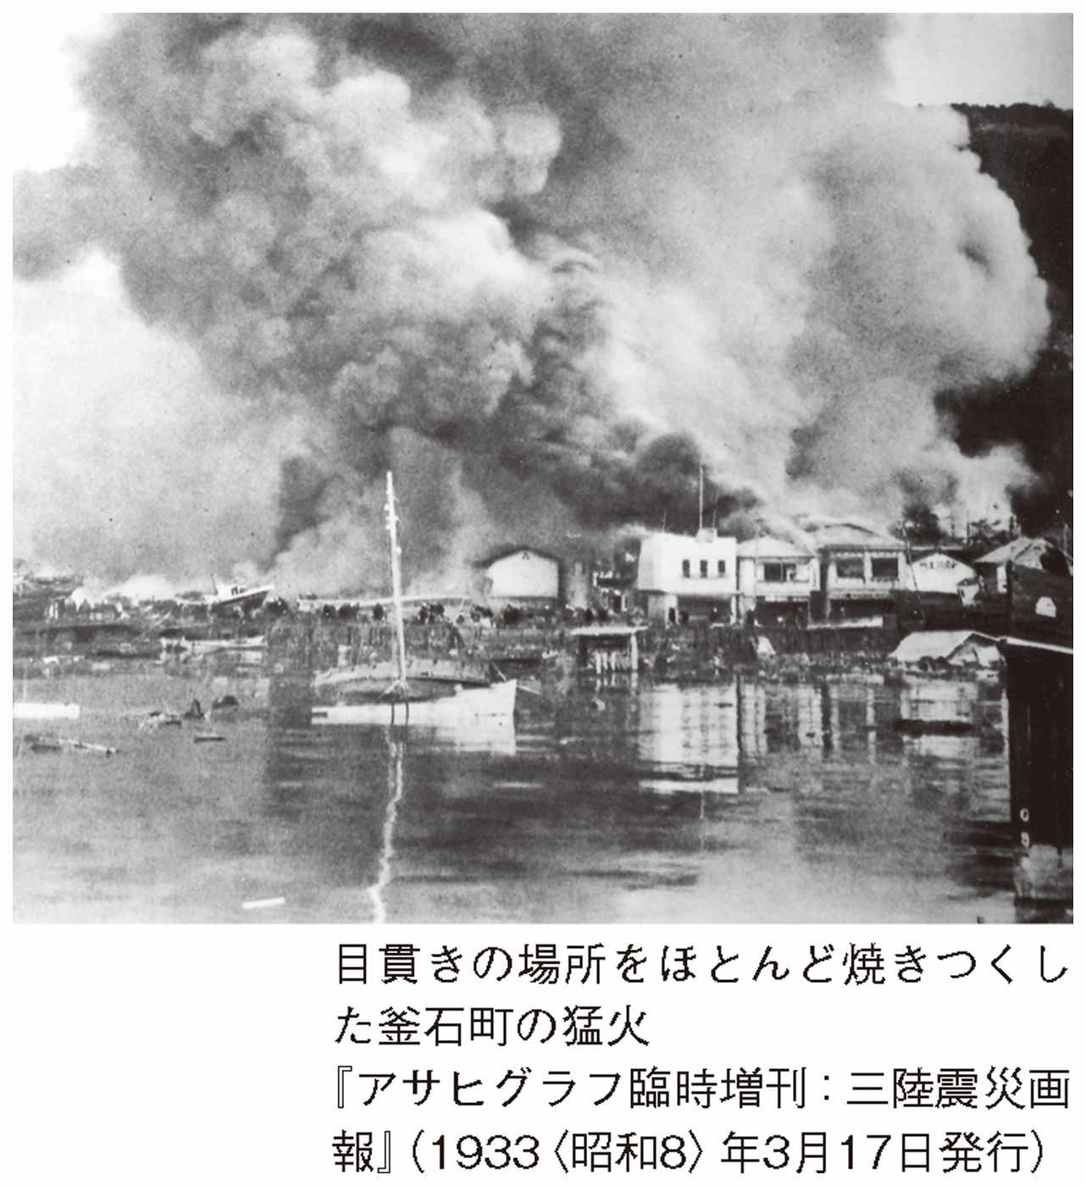 目貫きの場所をほとんど焼きつくし
た釜石町の猛火
『アサヒグラフ臨時増刊：三陸震災画
報』（1933〈昭和8〉年3月17日発行）